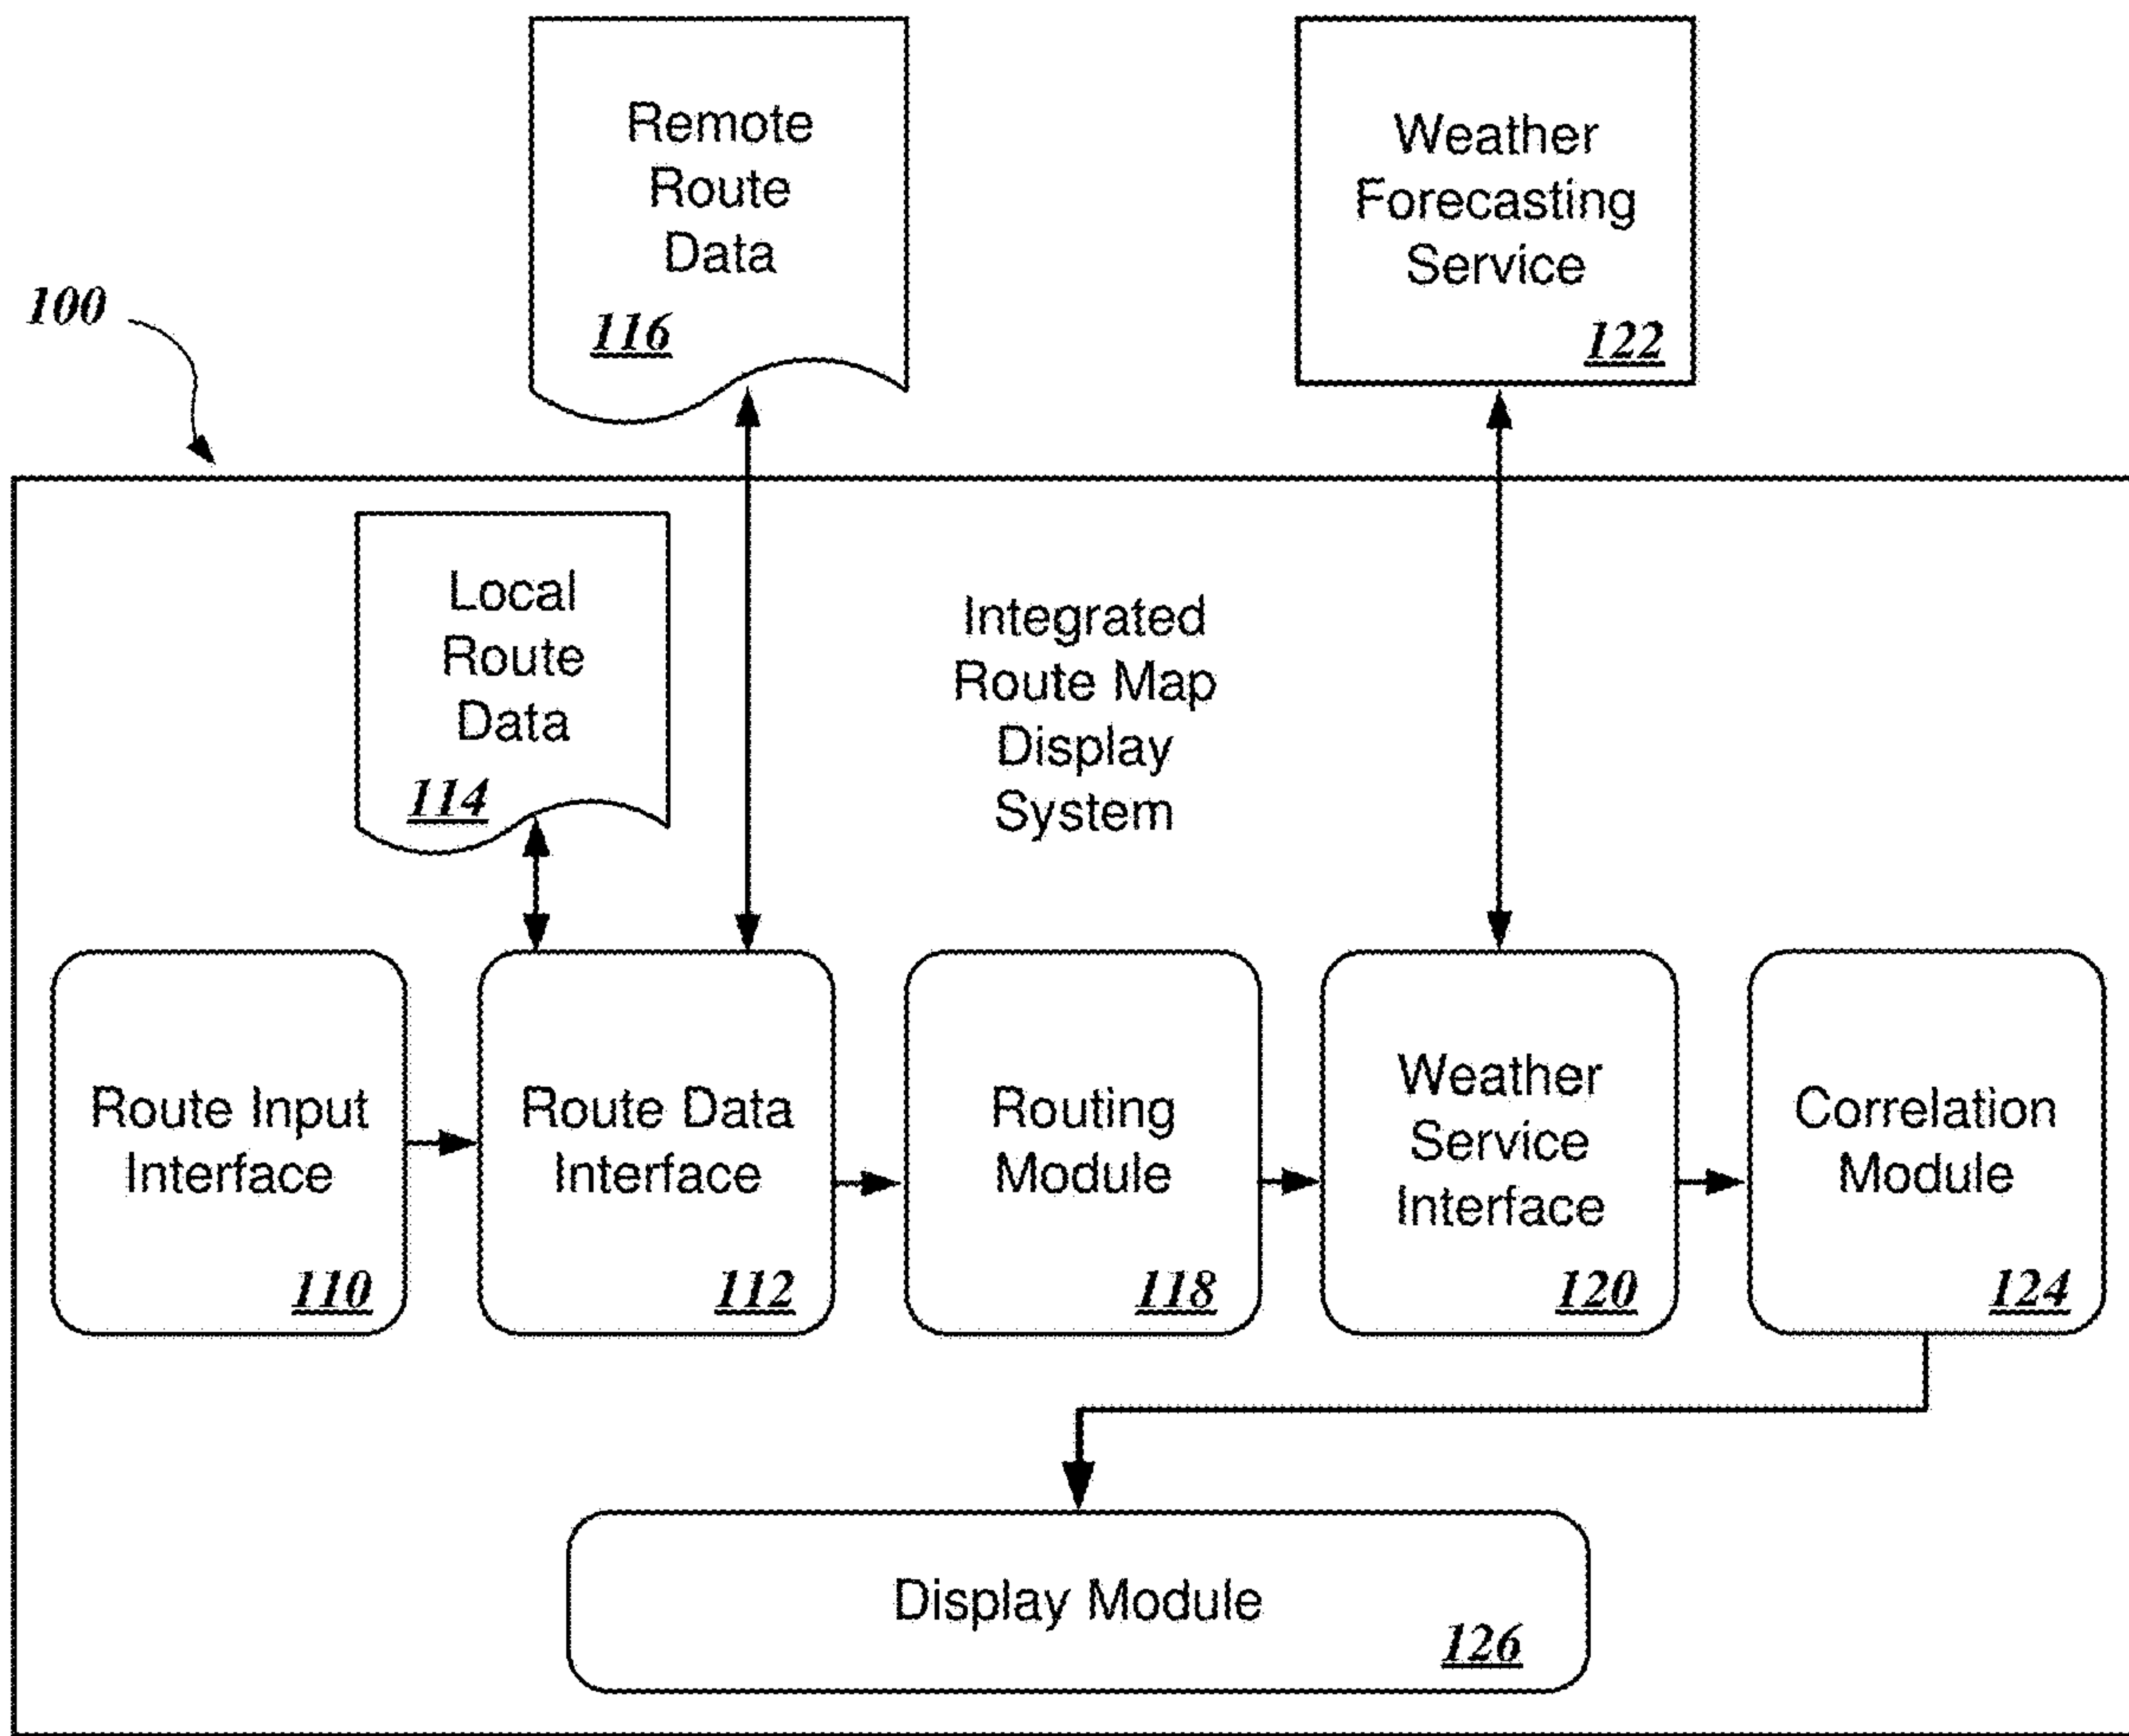 Remote
Route
Data
116
Weather
Forecasting
Service
122
100
Local
Route
Data
114
Integrated
Route Map
Display
System
Route Input
Interface
110
Route Data
Interface
112
Routing
Module
118
Weather
Service
Interface
120
Correlation
Module
124
Display Module
126